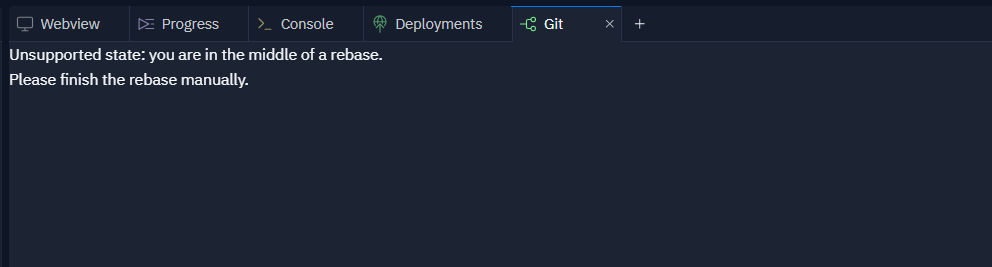 Webview Progress Console Deployments Git
Unsupported state: you are in the middle of a rebase.
Please finish the rebase manually.